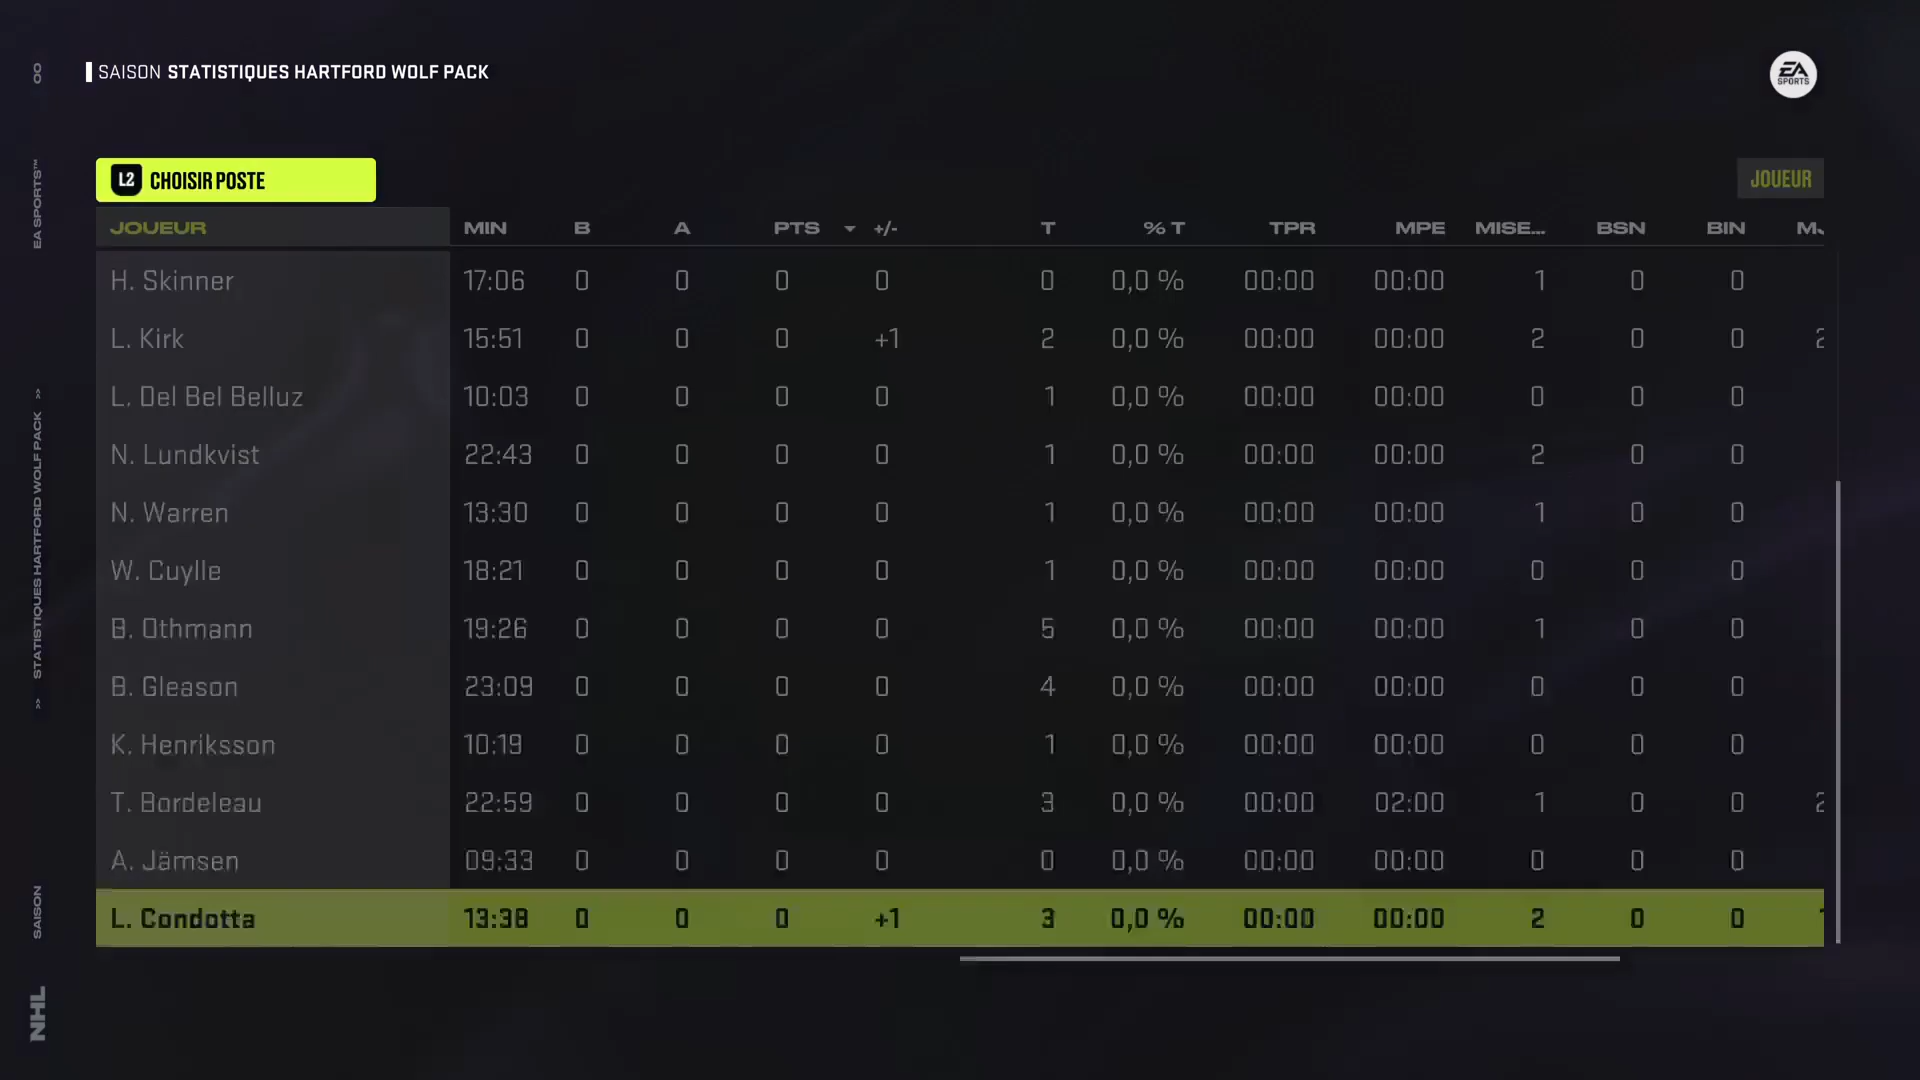 SAISON STATISTIQUES HARTFORD WOLF PACK
EA SPORTS
L2 CHOISIR POSTE
JOUEUR
JOUEUR MIN B A PTS +/- T % T TPR MPE MISE... BSN BIN
H. Skinner 17:06 0 0 0 0 0 0,0 % 00:00 00:00 1 0 0
L. Kirk 15:51 0 0 0 +1 2 0,0 % 00:00 00:00 2 0 0 2
L. Del Bel Belluz 10:03 0 0 0 0 1 0,0 % 00:00 00:00 0 0 0
N. Lundkvist 22:43 0 0 0 0 1 0,0 % 00:00 00:00 2 0 0
N. Warren 13:30 0 0 0 0 1 0,0 % 00:00 00:00 1 0 0
W. Cuylle 18:21 0 0 0 0 1 0,0 % 00:00 00:00 0 0 0
B. Othmann 19:26 0 0 0 0 5 0,0 % 00:00 00:00 1 0 0
B. Gleason 23:09 0 0 0 0 4 0,0 % 00:00 00:00 0 0 0
K. Henriksson 10:19 0 0 0 0 1 0,0 % 00:00 00:00 0 0 0
T. Bordeleau 22:59 0 0 0 0 3 0,0 % 00:00 02:00 1 0 0 2
A. Jämsen 09:33 0 0 0 0 0 0,0 % 00:00 00:00 0 0 0
L. Condotta 13:38 0 0 0 +1 3 0,0 % 00:00 00:00 2 0 0
NHL SAISON >> STATISTIQUES HARTFORD WOLF PACK >> EA SPORTS™